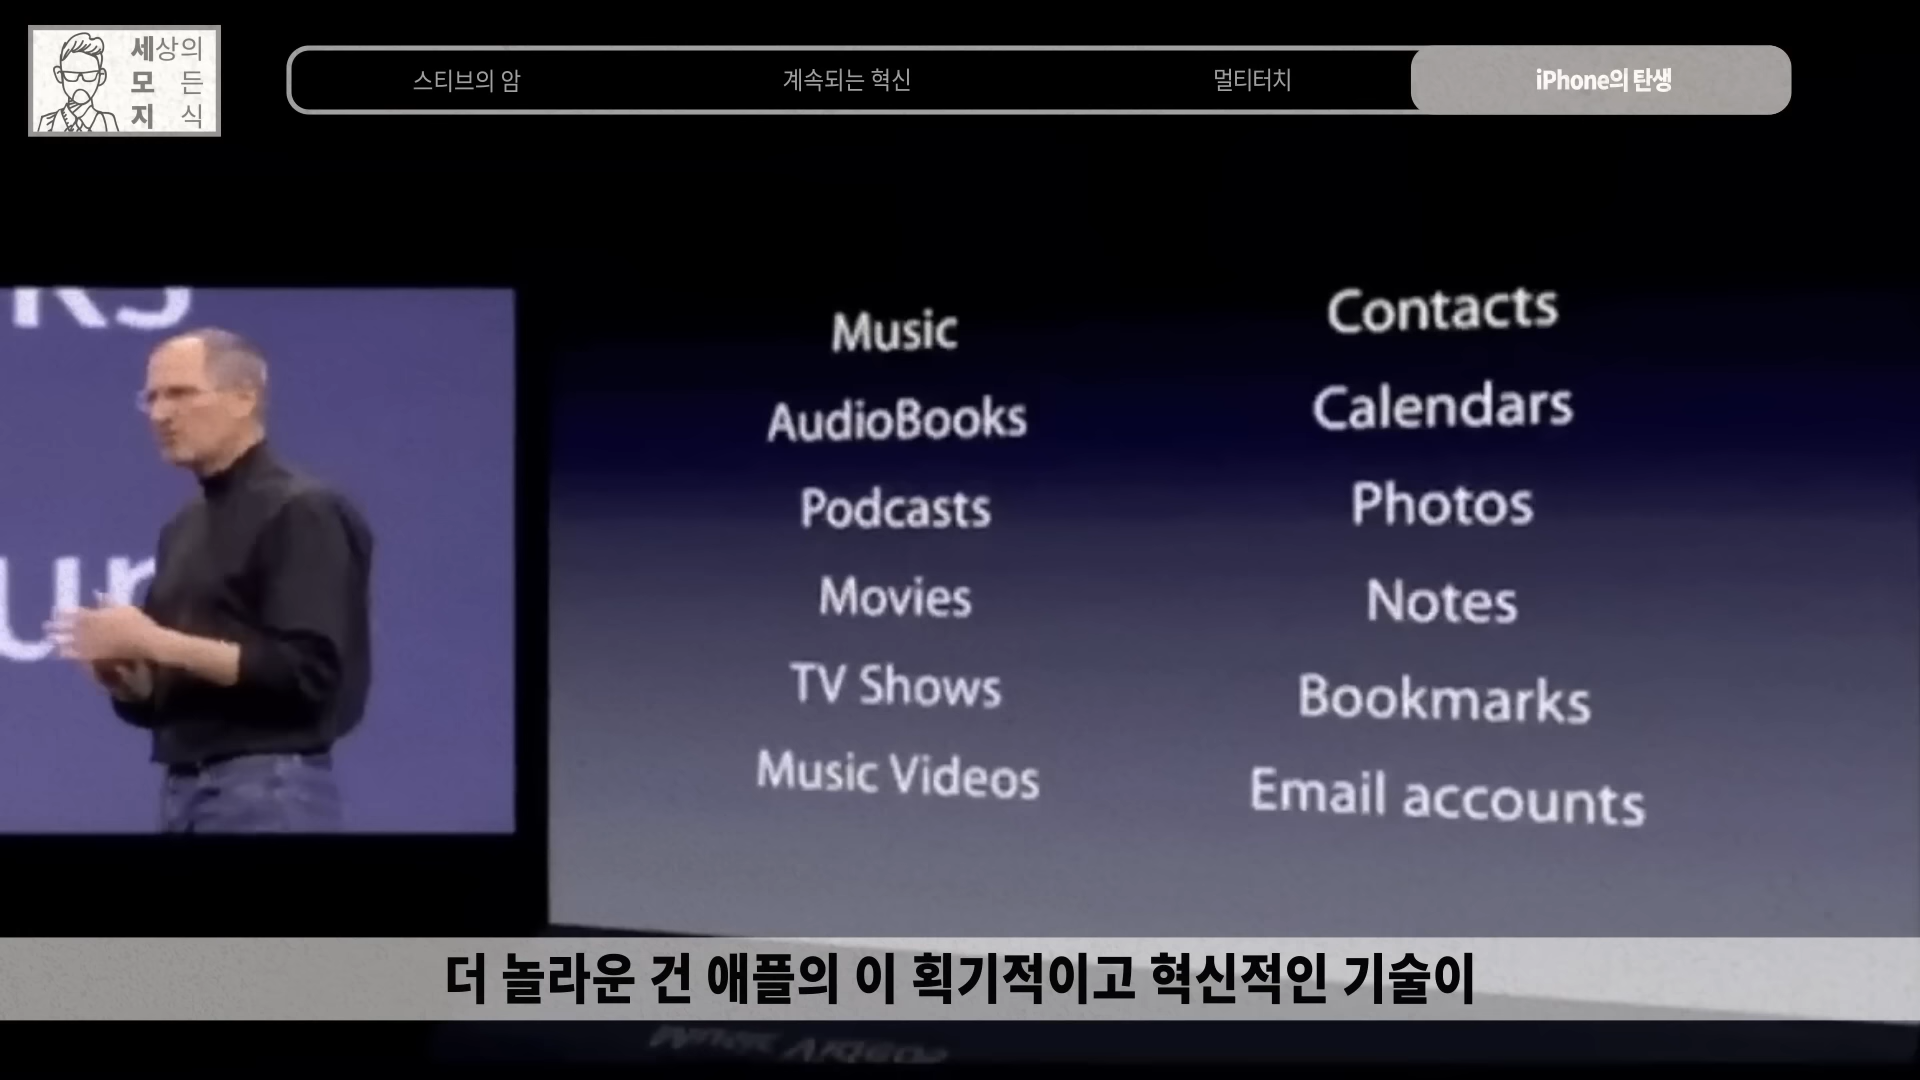 세상의
모든
지식
스티브의 암
계속되는 혁신
멀티터치
iPhone의 탄생
Music
AudioBooks
Podcasts
Movies
TV Shows
Music Videos
Contacts
Calendars
Photos
Notes
Bookmarks
Email accounts
더 놀라운 건 애플의 이 획기적이고 혁신적인 기술이